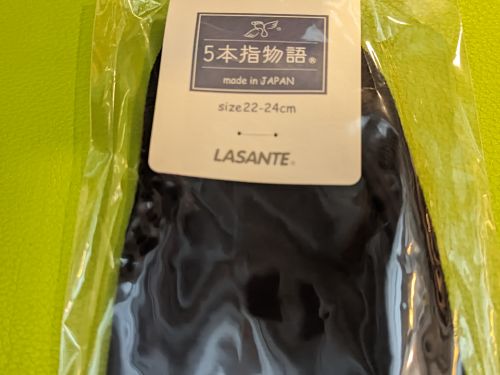 5本指物語®
made in JAPAN
size22-24cm
LASANTE®